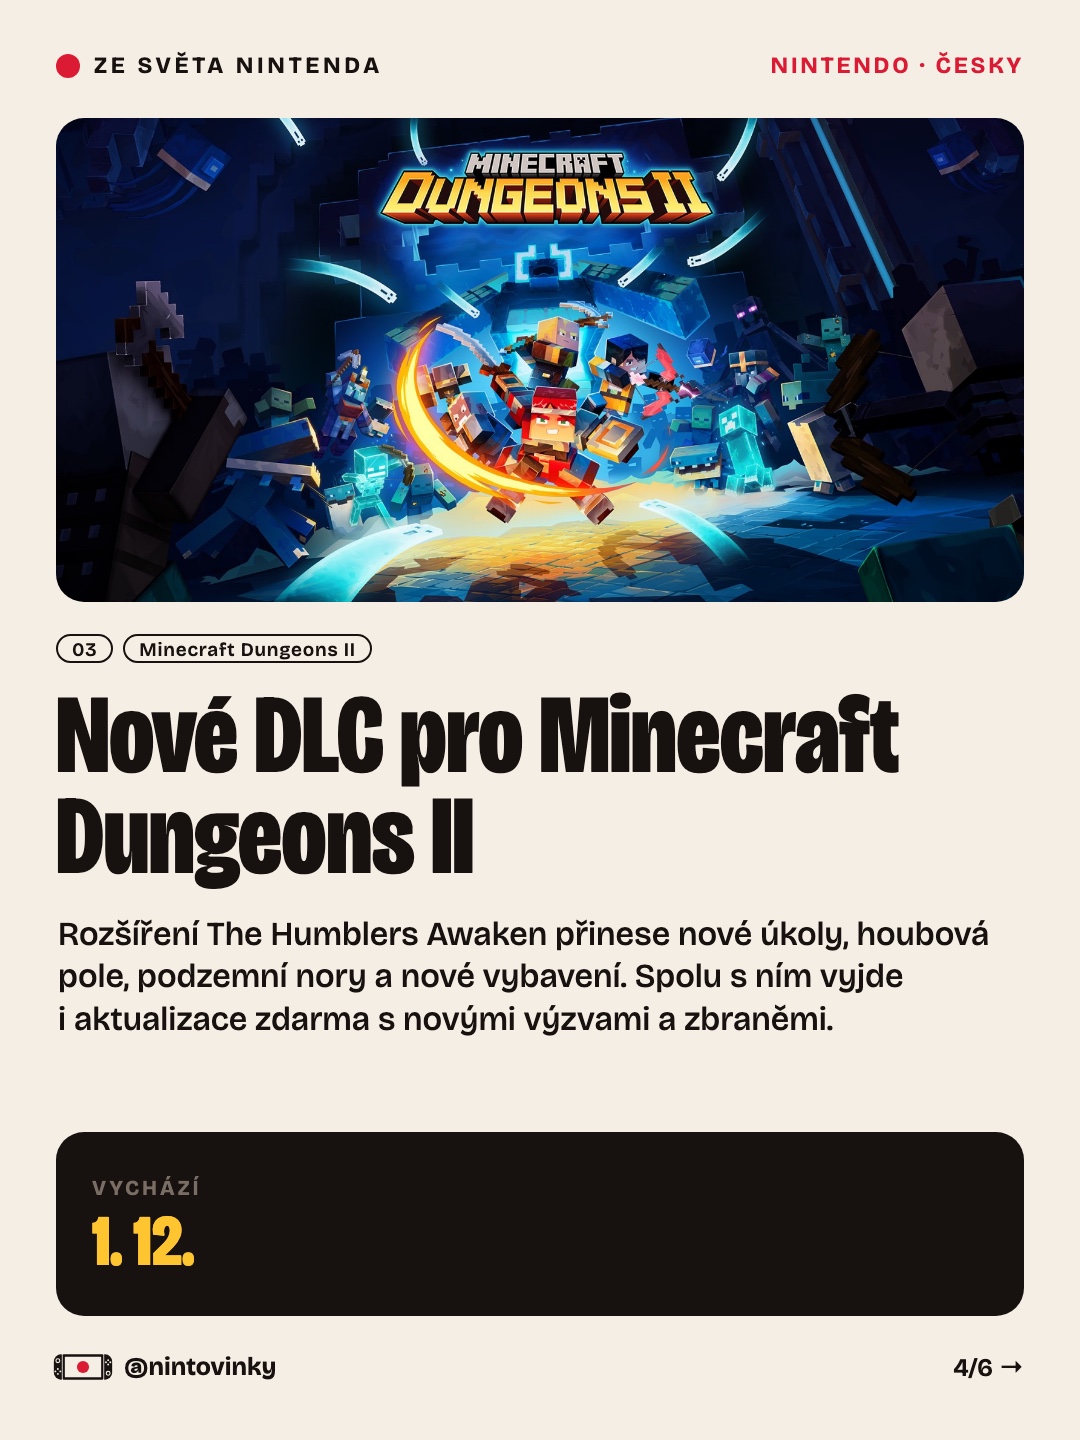 ZE SVĚTA NINTENDA
NINTENDO · ČESKY
MINECRAFT
DUNGEONS II
03
Minecraft Dungeons II
Nové DLC pro Minecraft
Dungeons II
Rozšíření The Humblers Awaken přinese nové úkoly, houbová
pole, podzemní nory a nové vybavení. Spolu s ním vyjde
i aktualizace zdarma s novými výzvami a zbraněmi.
VYCHÁZÍ
1. 12.
@nintovinky
4/6 →